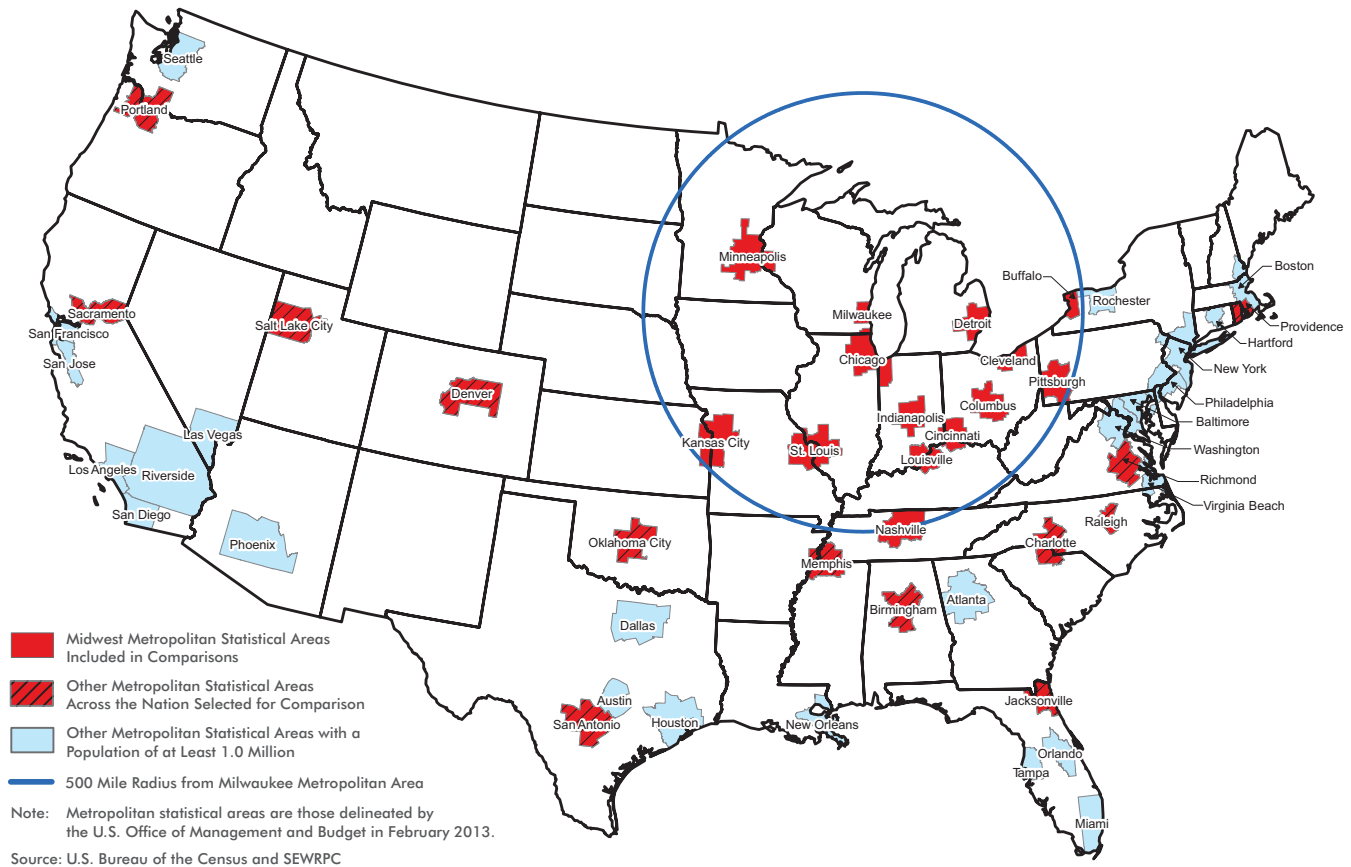 Seattle
Portland
Sacramento
San Francisco
San Jose
Salt Lake City
Denver
Las Vegas
Los Angeles
Riverside
San Diego
Phoenix
Minneapolis
Milwaukee
Chicago
Detroit
Cleveland
Buffalo
Rochester
Pittsburgh
Columbus
Indianapolis
Cincinnati
Louisville
Kansas City
St. Louis
Boston
Providence
Hartford
New York
Philadelphia
Baltimore
Washington
Richmond
Virginia Beach
Oklahoma City
Nashville
Memphis
Raleigh
Charlotte
Birmingham
Atlanta
Dallas
Austin
San Antonio
Houston
New Orleans
Jacksonville
Orlando
Tampa
Miami
Midwest Metropolitan Statistical Areas
Included in Comparisons
Other Metropolitan Statistical Areas
Across the Nation Selected for Comparison
Other Metropolitan Statistical Areas with a
Population of at Least 1.0 Million
500 Mile Radius from Milwaukee Metropolitan Area
Note: Metropolitan statistical areas are those delineated by
the U.S. Office of Management and Budget in February 2013.
Source: U.S. Bureau of the Census and SEWRPC